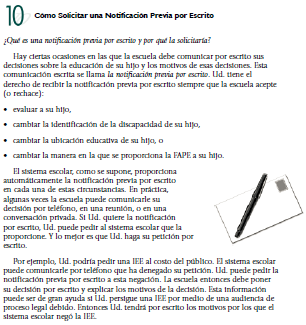 10 Cómo Solicitar una Notificación Previa por Escrito
¿Qué es una notificación previa por escrito y por qué la solicitaría?
Hay ciertas ocasiones en las que la escuela debe comunicar por escrito sus
decisiones sobre la educación de su hijo y los motivos de esas decisiones. Esta
comunicación escrita se llama la notificación previa por escrito. Ud. tiene el
derecho de recibir la notificación previa por escrito siempre que la escuela acepte
(o rechace):
• evaluar a su hijo,
• cambiar la identificación de la discapacidad de su hijo,
• cambiar la ubicación educativa de su hijo, o
• cambiar la manera en la que se proporciona la FAPE a su hijo.
El sistema escolar, como se supone, proporciona
automáticamente la notificación previa por escrito
en cada una de estas circunstancias. En práctica,
algunas veces la escuela puede comunicarle su
decisión por teléfono, en una reunión, o en una
conversación privada. Si Ud. quiere la notificación
por escrito, Ud. puede pedir al sistema escolar que la
proporcione. Y lo mejor es que Ud. haga su petición por
escrito.
Por ejemplo, Ud. podría pedir una IEE al costo del público. El sistema escolar
puede comunicarle por teléfono que ha denegado su petición. Ud. puede pedir la
notificación previa por escrito a esta negación. La escuela entonces debe poner
su decisión por escrito y explicar los motivos de la decisión. Esta información
puede ser de gran ayuda si Ud. persigue una IEE por medio de una audiencia de
proceso legal debido. Entonces Ud. tendrá por escrito los motivos por los que el
sistema escolar negó la IEE.